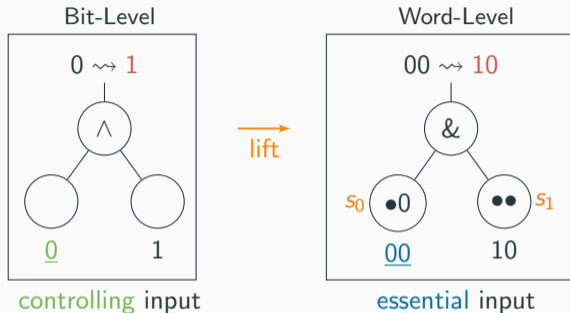 Bit-Level
0 ⇝ 1
∧
0
1
controlling input
lift
Word-Level
00 ⇝ 10
&
s₀
•0
••
s₁
00
10
essential input